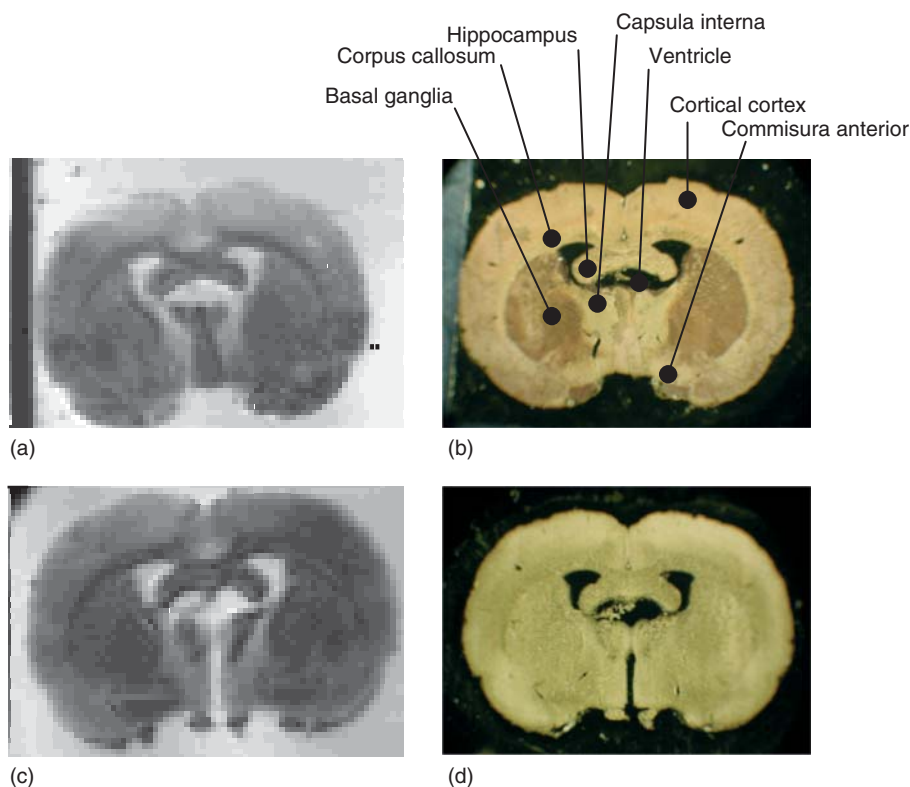 Capsula interna
Hippocampus
Corpus callosum
Ventricle
Basal ganglia
Cortical cortex
Commisura anterior
(a)
(b)
(c)
(d)